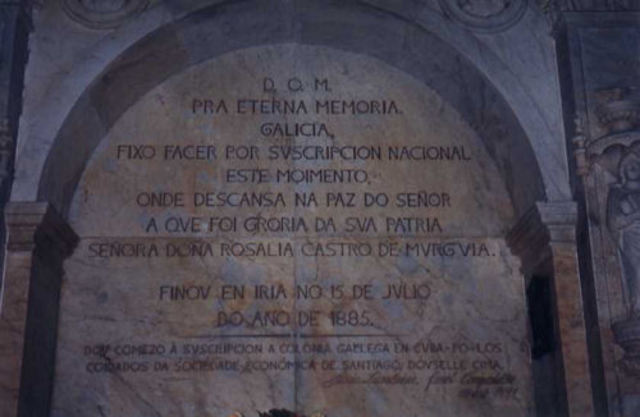 D. O. M.
PRA ETERNA MEMORIA.
GALICIA,
FIXO FACER POR SVSCRIPCION NACIONAL
ESTE MOIMENTO,
ONDE DESCANSA NA PAZ DO SEÑOR
A QVE FOI GRORIA DA SVA PATRIA
SEÑORA DOÑA ROSALIA CASTRO DE MVRGVIA.
FINOV EN IRIA NO 15 DE JVLIO
DO AÑO DE 1885.
DOV COMEZO Á SVSCRIPCION A COLONIA GALLEGA EN CVBA PO-LOS
COIDADOS DA SOCIEDADE ECONÓMICA DE SANTIAGO, DOVSELLE CIMA.